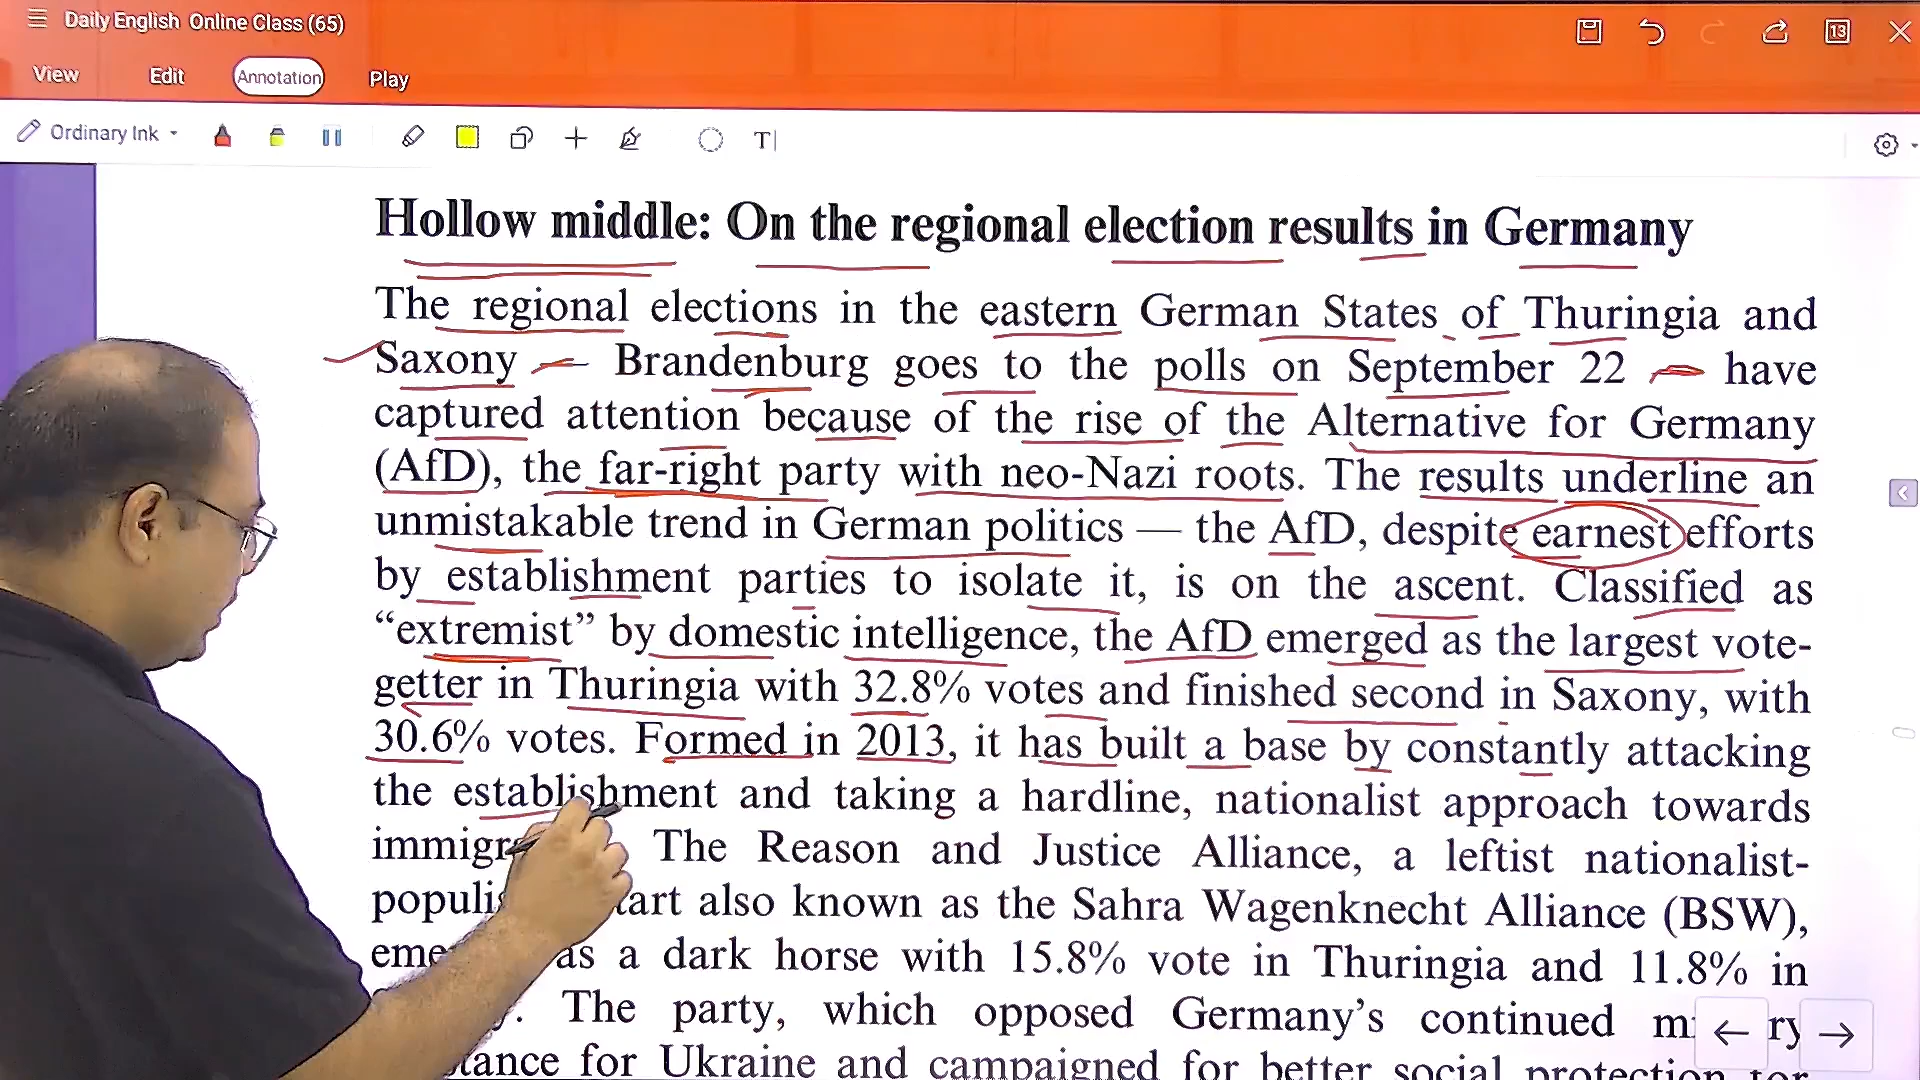 Daily English Online Class (65)
13
View Edit Annotation Play
Ordinary Ink T
Hollow middle: On the regional election results in Germany
The regional elections in the eastern German States of Thuringia and
Saxony — Brandenburg goes to the polls on September 22 — have
captured attention because of the rise of the Alternative for Germany
(AfD), the far-right party with neo-Nazi roots. The results underline an
unmistakable trend in German politics — the AfD, despite earnest efforts
by establishment parties to isolate it, is on the ascent. Classified as
“extremist” by domestic intelligence, the AfD emerged as the largest vote-
getter in Thuringia with 32.8% votes and finished second in Saxony, with
30.6% votes. Formed in 2013, it has built a base by constantly attacking
the establishment and taking a hardline, nationalist approach towards
The Reason and Justice Alliance, a leftist nationalist-
also known as the Sahra Wagenknecht Alliance (BSW),
as a dark horse with 15.8% vote in Thuringia and 11.8% in
The party, which opposed Germany’s continued
for Ukraine and campaigned for better social protection for